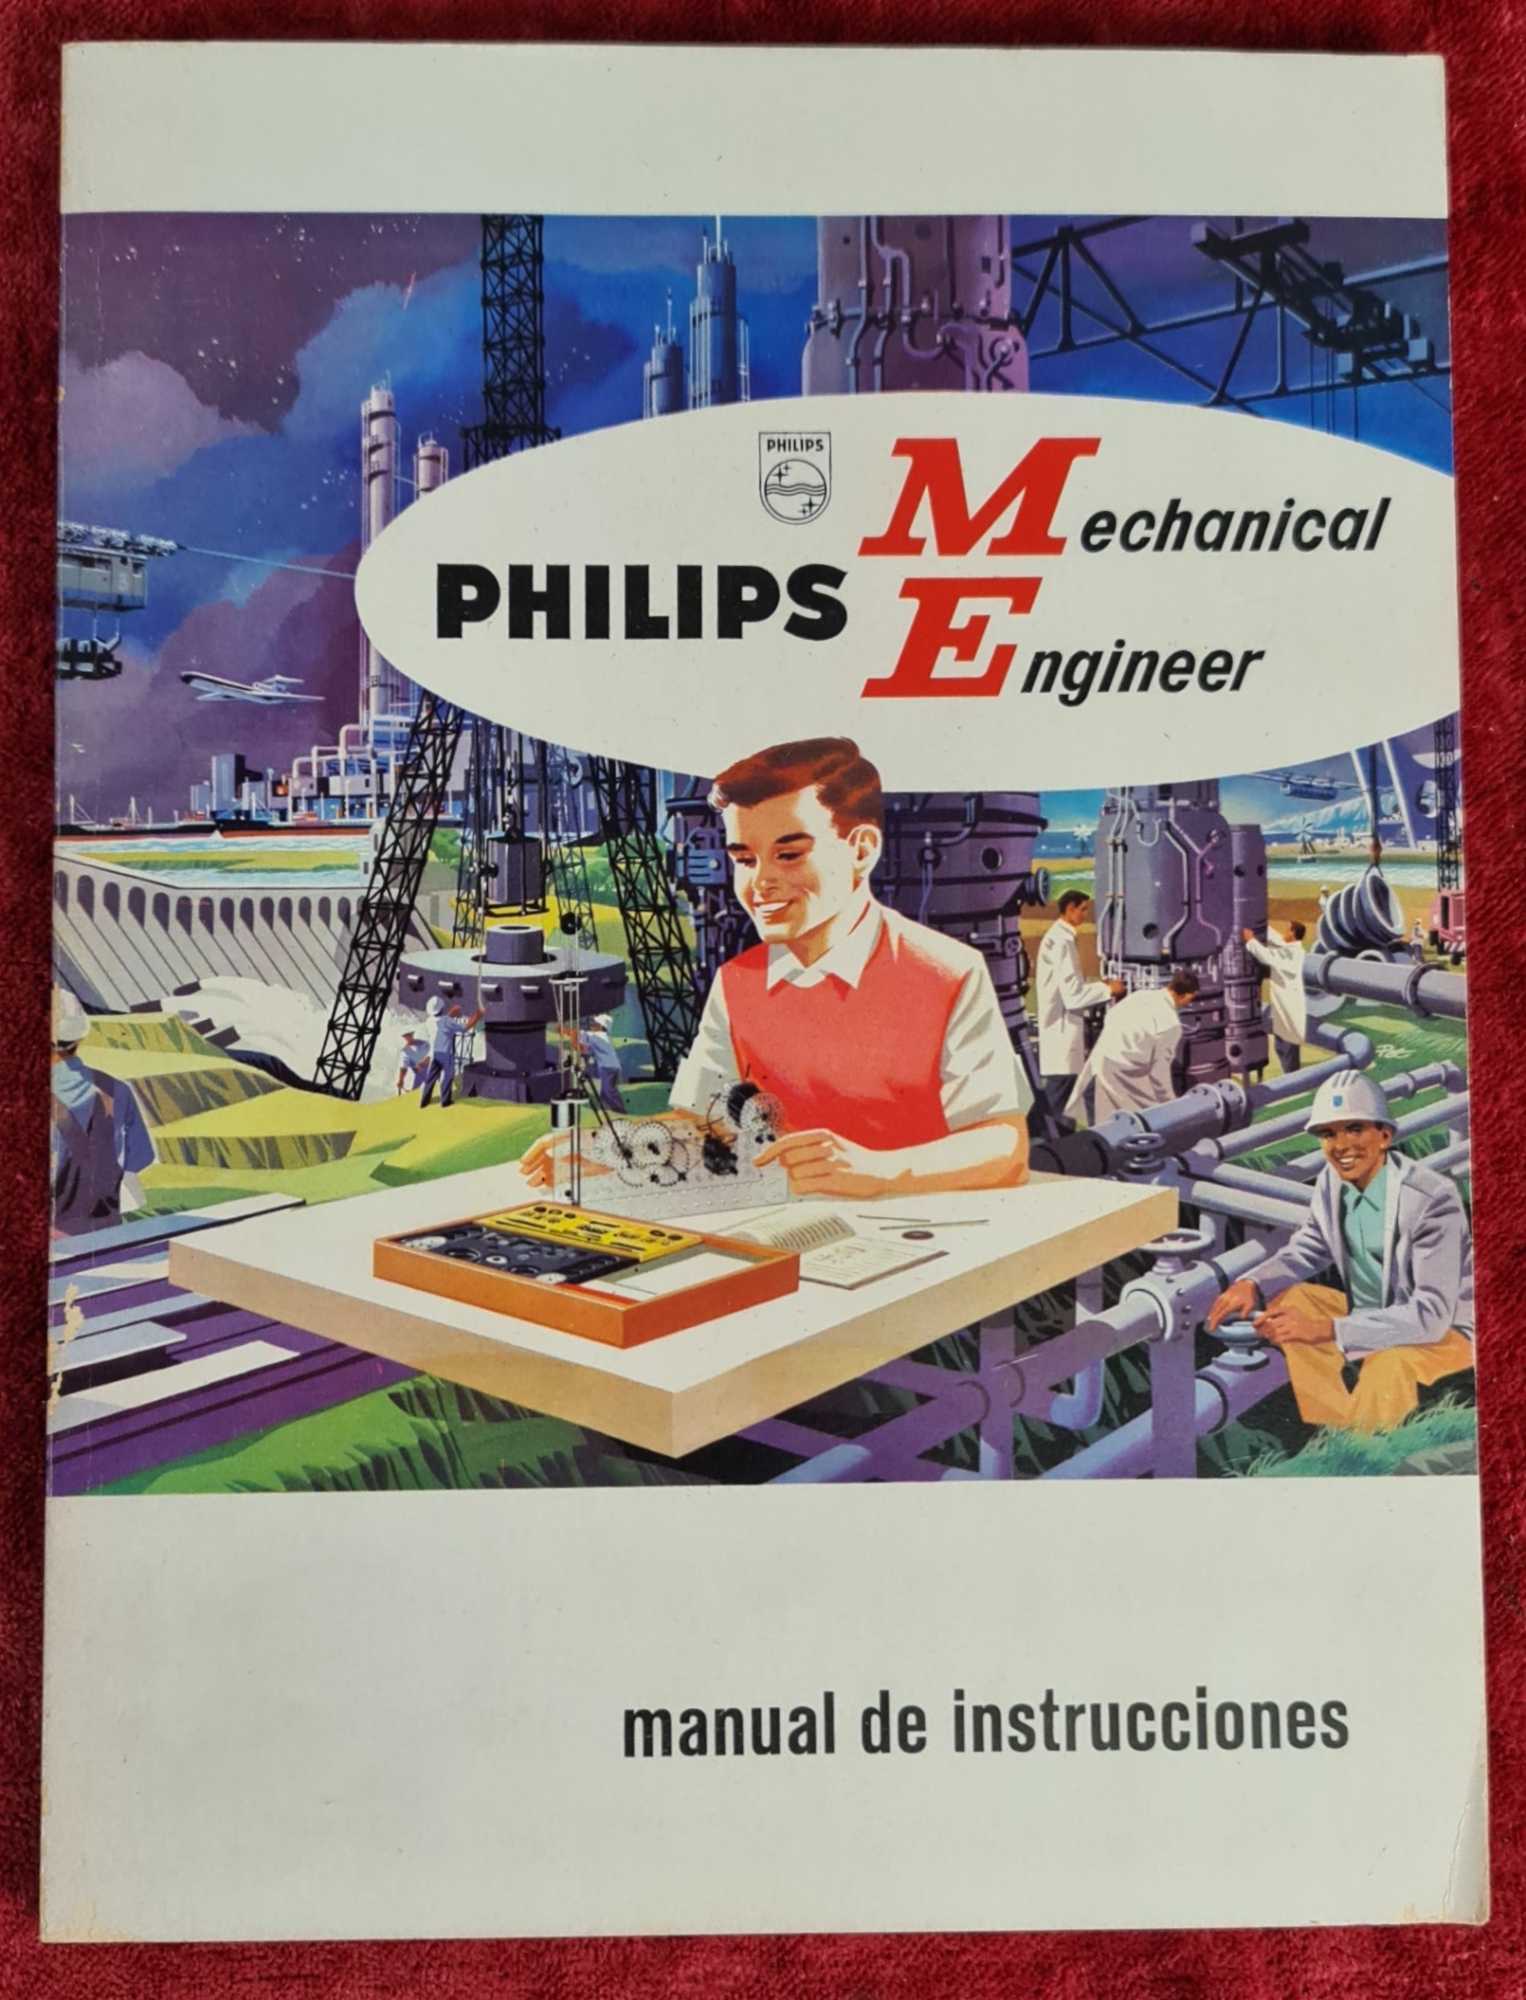 PHILIPS
Mechanical
PHILIPS
Engineer
manual de instrucciones